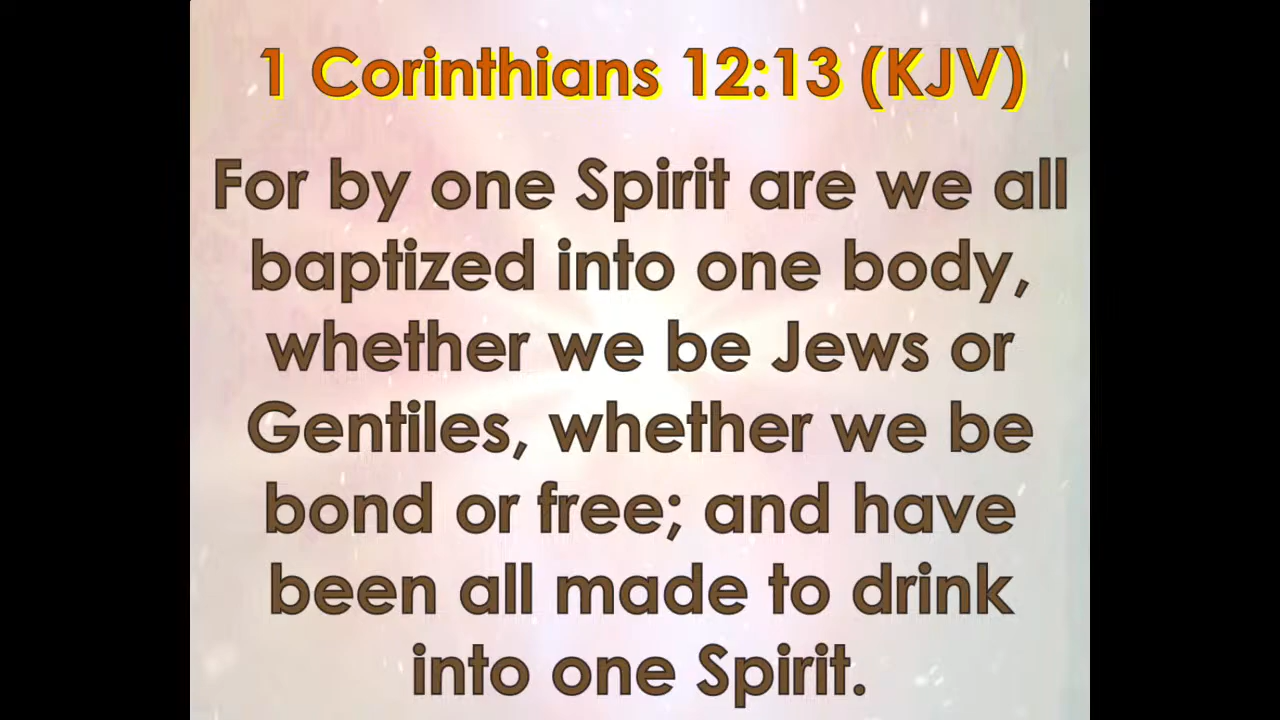 1 Corinthians 12:13 (KJV)
For by one Spirit are we all
baptized into one body,
whether we be Jews or
Gentiles, whether we be
bond or free; and have
been all made to drink
into one Spirit.